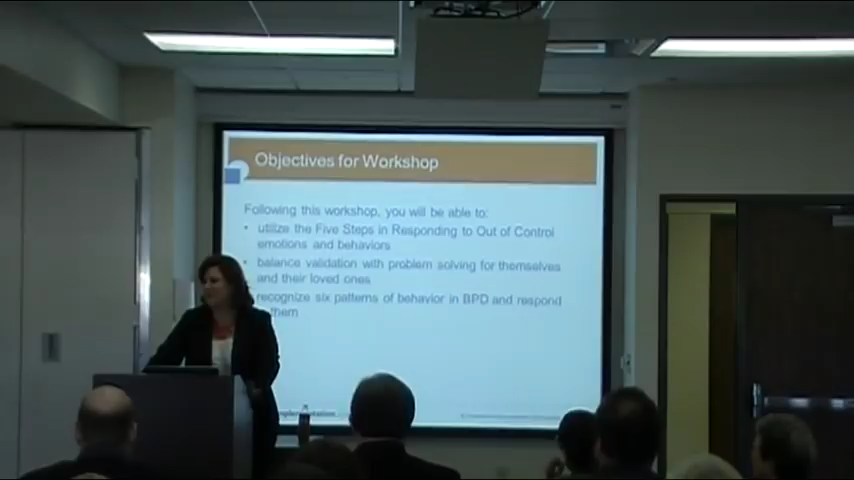 Objectives for Workshop
Following this workshop, you will be able to:
• utilize the Five Steps in Responding to Out of Control
emotions and behaviors
• balance validation with problem solving for themselves
and their loved ones
recognize six patterns of behavior in BPD and respond
them